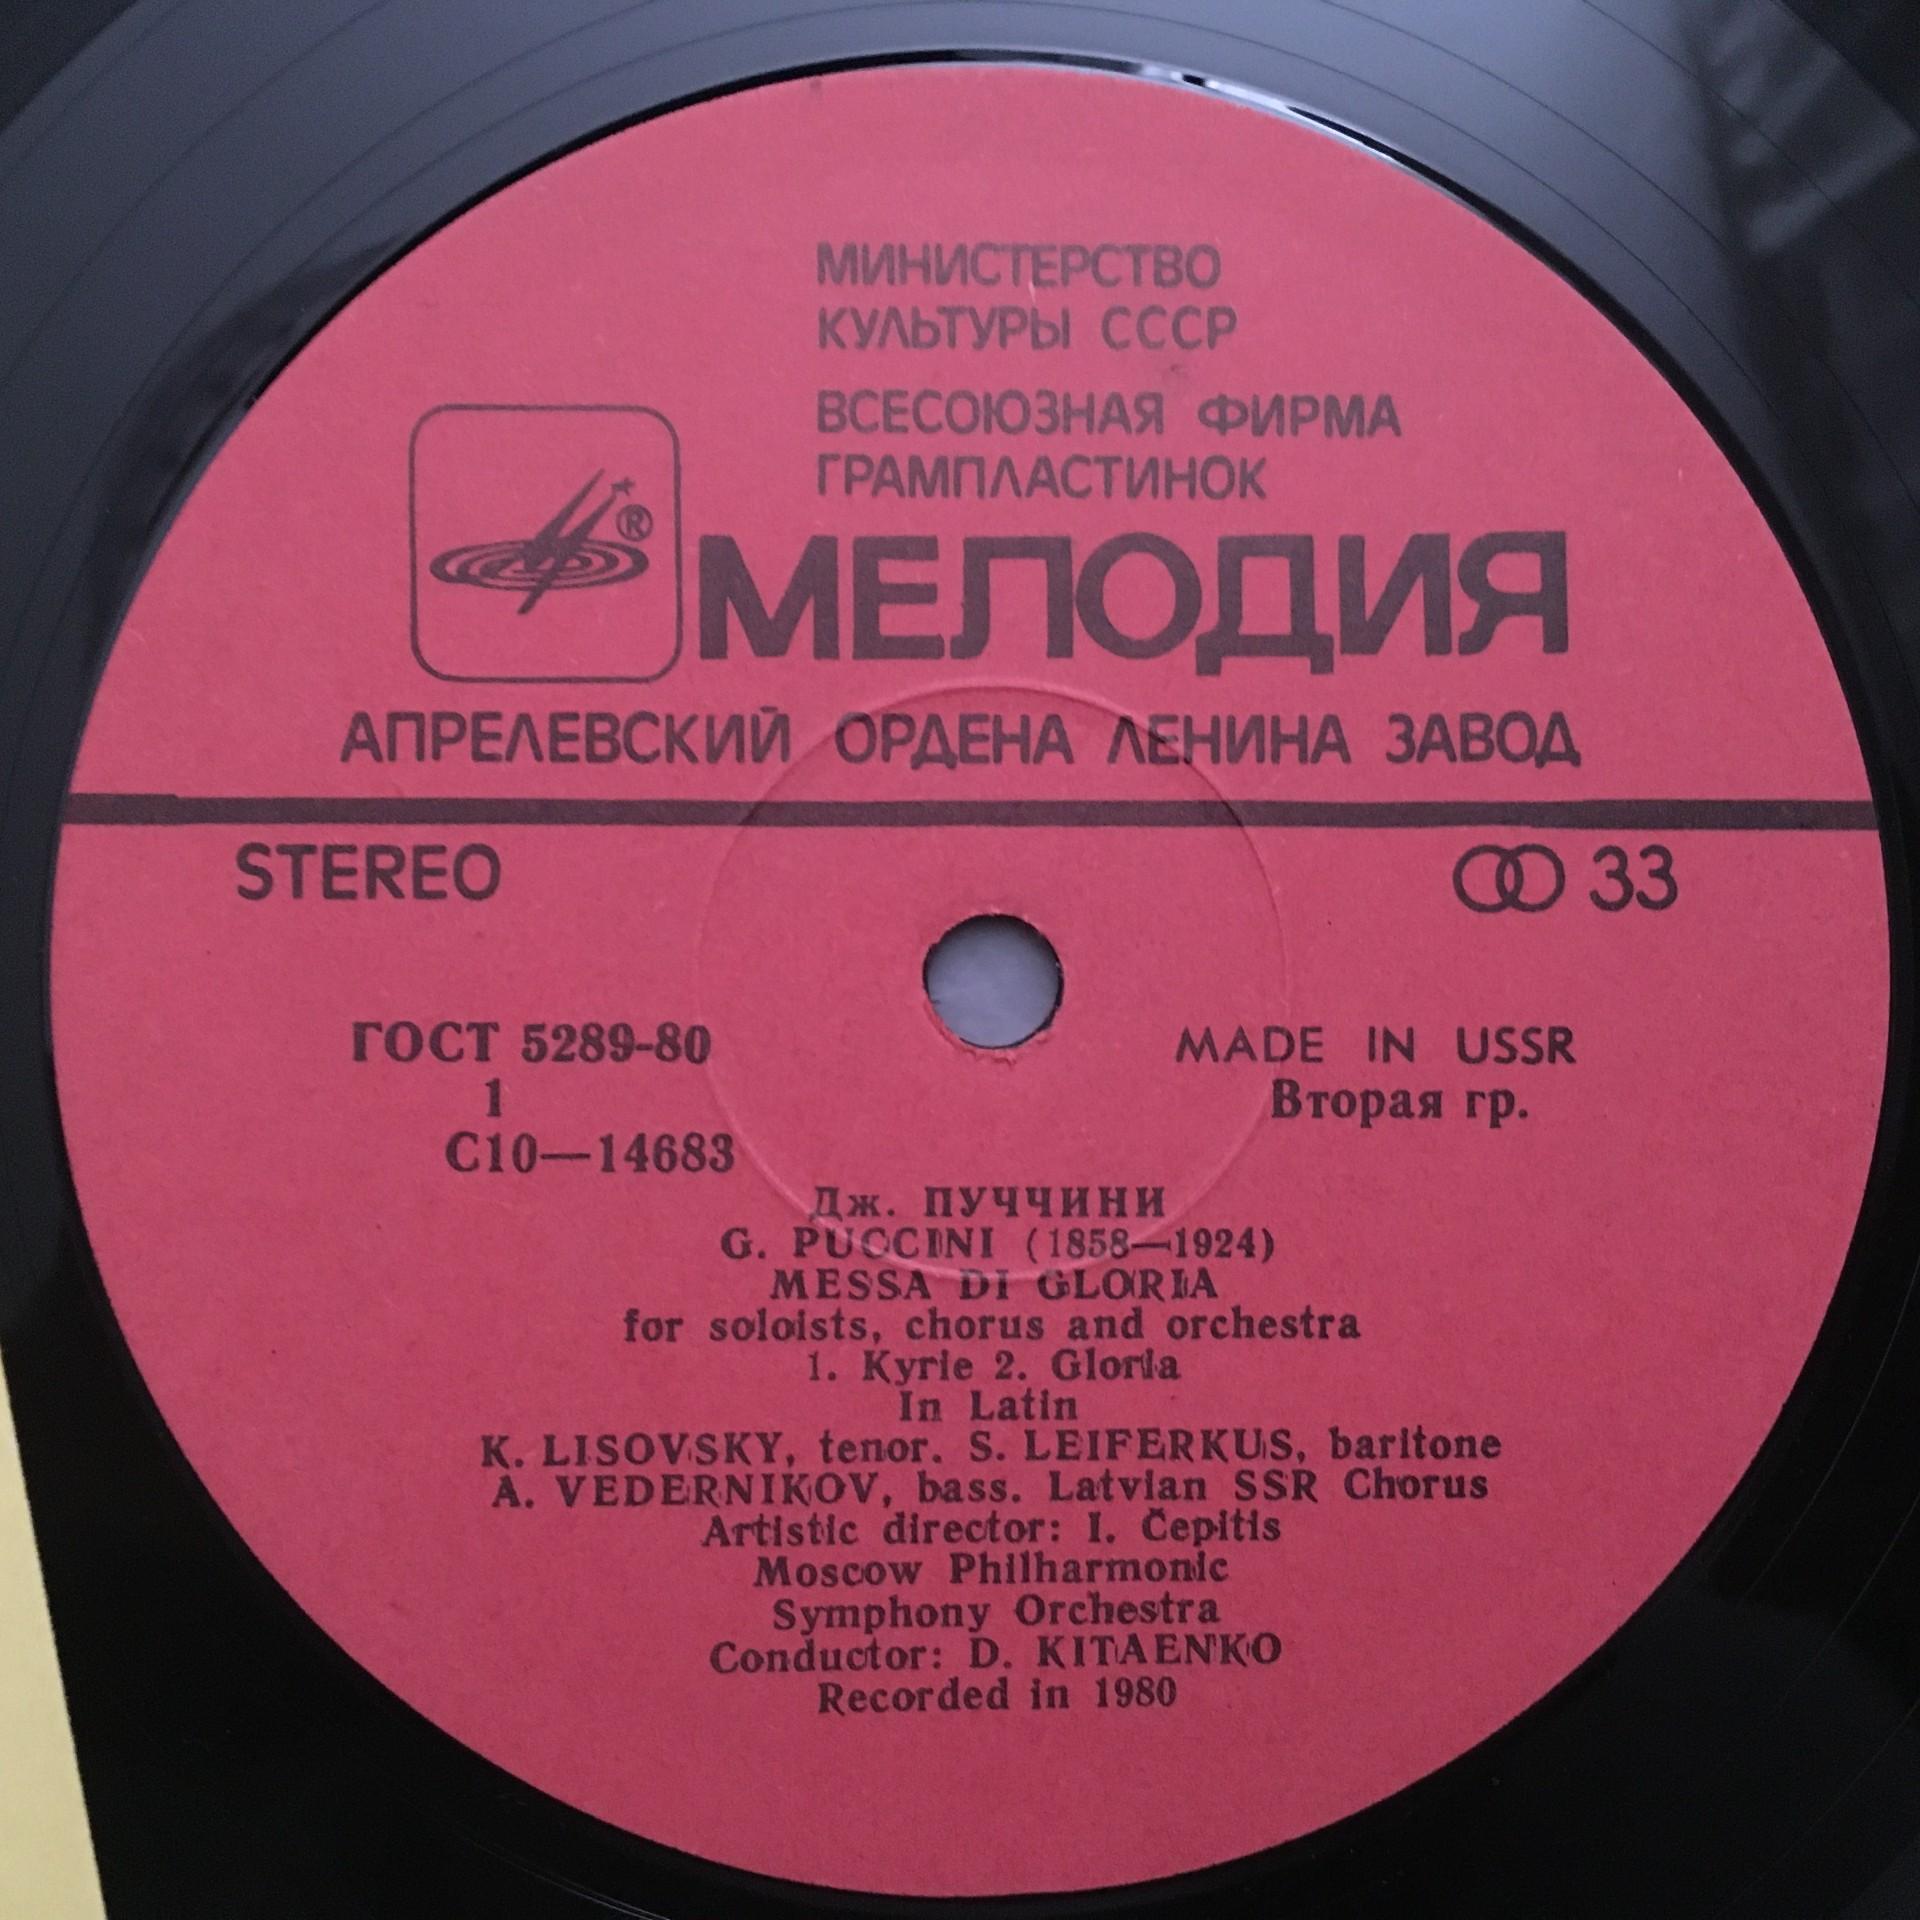 МИНИСТЕРСТВО
КУЛЬТУРЫ СССР
ВСЕСОЮЗНАЯ ФИРМА
ГРАМПЛАСТИНОК
®
МЕЛОДИЯ
АПРЕЛЕВСКИЙ ОРДЕНА ЛЕНИНА ЗАВОД
STEREO 33
ГОСТ 5289-80 MADE IN USSR
1 Вторая гр.
С10—14683
Дж. ПУЧЧИНИ
G. PUCCINI (1858—1924)
MESSA DI GLORIA
for soloists, chorus and orchestra
1. Kyrie 2. Gloria
In Latin
K. LISOVSKY, tenor. S. LEIFERKUS, baritone
A. VEDERNIKOV, bass. Latvian SSR Chorus
Artistic director: I. Čepitis
Moscow Philharmonic
Symphony Orchestra
Conductor: D. KITAENKO
Recorded in 1980